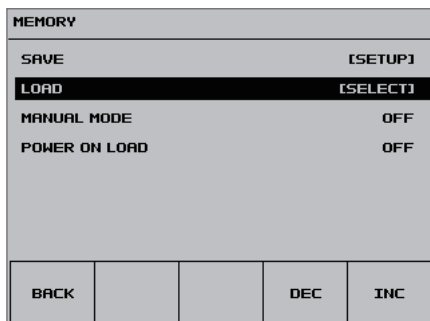 MEMORY
SAVE [SETUP]
LOAD [SELECT]
MANUAL MODE OFF
POWER ON LOAD OFF
BACK DEC INC